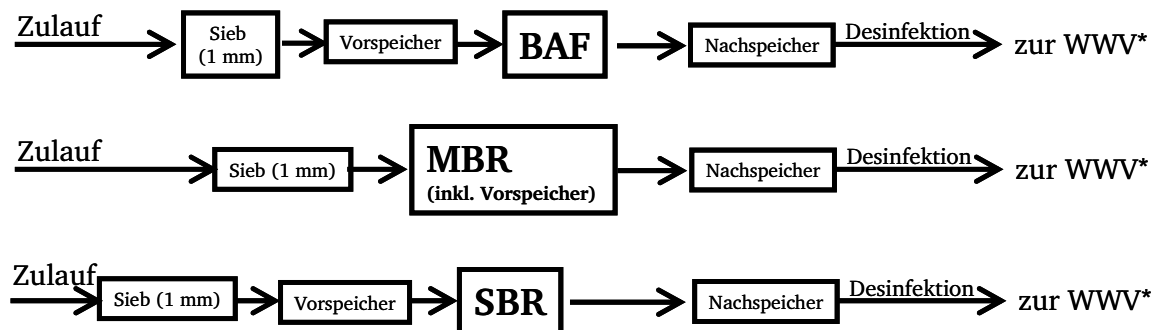 Zulauf
Sieb
(1 mm)
Vorspeicher
BAF
Nachspeicher
Desinfektion
zur WWV*
Zulauf
Sieb (1 mm)
MBR
(inkl. Vorspeicher)
Nachspeicher
Desinfektion
zur WWV*
Zulauf
Sieb (1 mm)
Vorspeicher
SBR
Nachspeicher
Desinfektion
zur WWV*